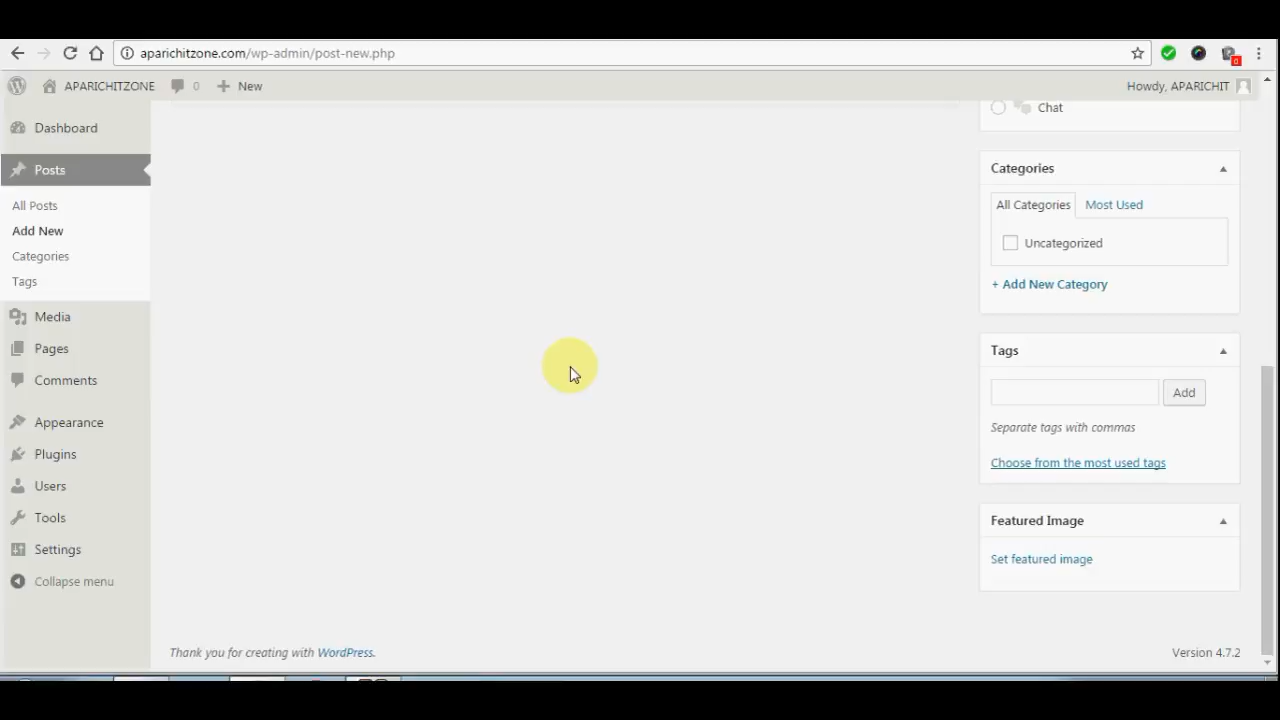 aparichitzone.com/wp-admin/post-new.php
0
APARICHITZONE 0 New Howdy, APARICHIT
Dashboard
Posts
All Posts
Add New
Categories
Tags
Media
Pages
Comments
Appearance
Plugins
Users
Tools
Settings
Collapse menu
Chat
Categories
All Categories Most Used
Uncategorized
+ Add New Category
Tags
Add
Separate tags with commas
Choose from the most used tags
Featured Image
Set featured image
Thank you for creating with WordPress. Version 4.7.2